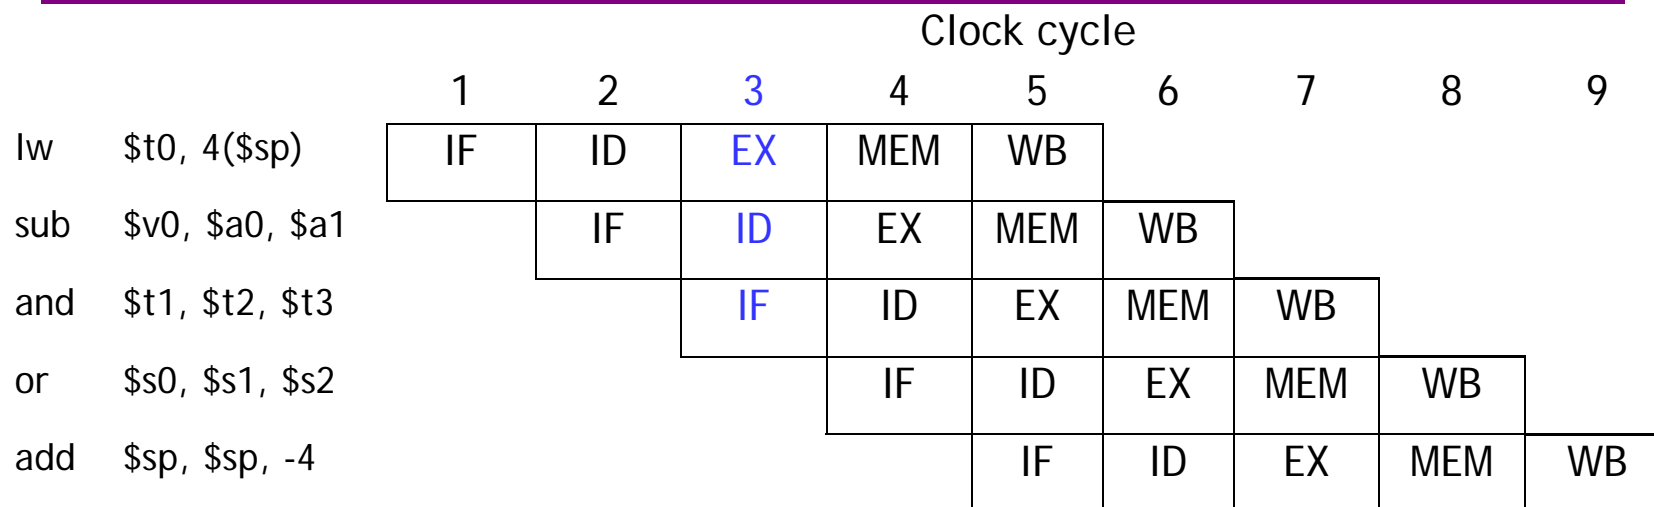 Clock cycle
1 2 3 4 5 6 7 8 9
lw $t0, 4($sp) IF ID EX MEM WB
sub $v0, $a0, $a1 IF ID EX MEM WB
and $t1, $t2, $t3 IF ID EX MEM WB
or $s0, $s1, $s2 IF ID EX MEM WB
add $sp, $sp, -4 IF ID EX MEM WB